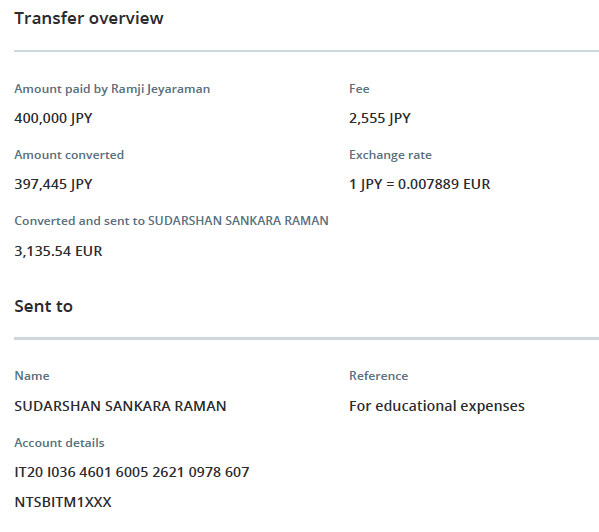 Transfer overview
Amount paid by Ramji Jeyaraman
Fee
400,000 JPY
2,555 JPY
Amount converted
Exchange rate
397,445 JPY
1 JPY = 0.007889 EUR
Converted and sent to SUDARSHAN SANKARA RAMAN
3,135.54 EUR
Sent to
Name
Reference
SUDARSHAN SANKARA RAMAN
For educational expenses
Account details
IT20 I036 4601 6005 2621 0978 607
NTSBITM1XXX